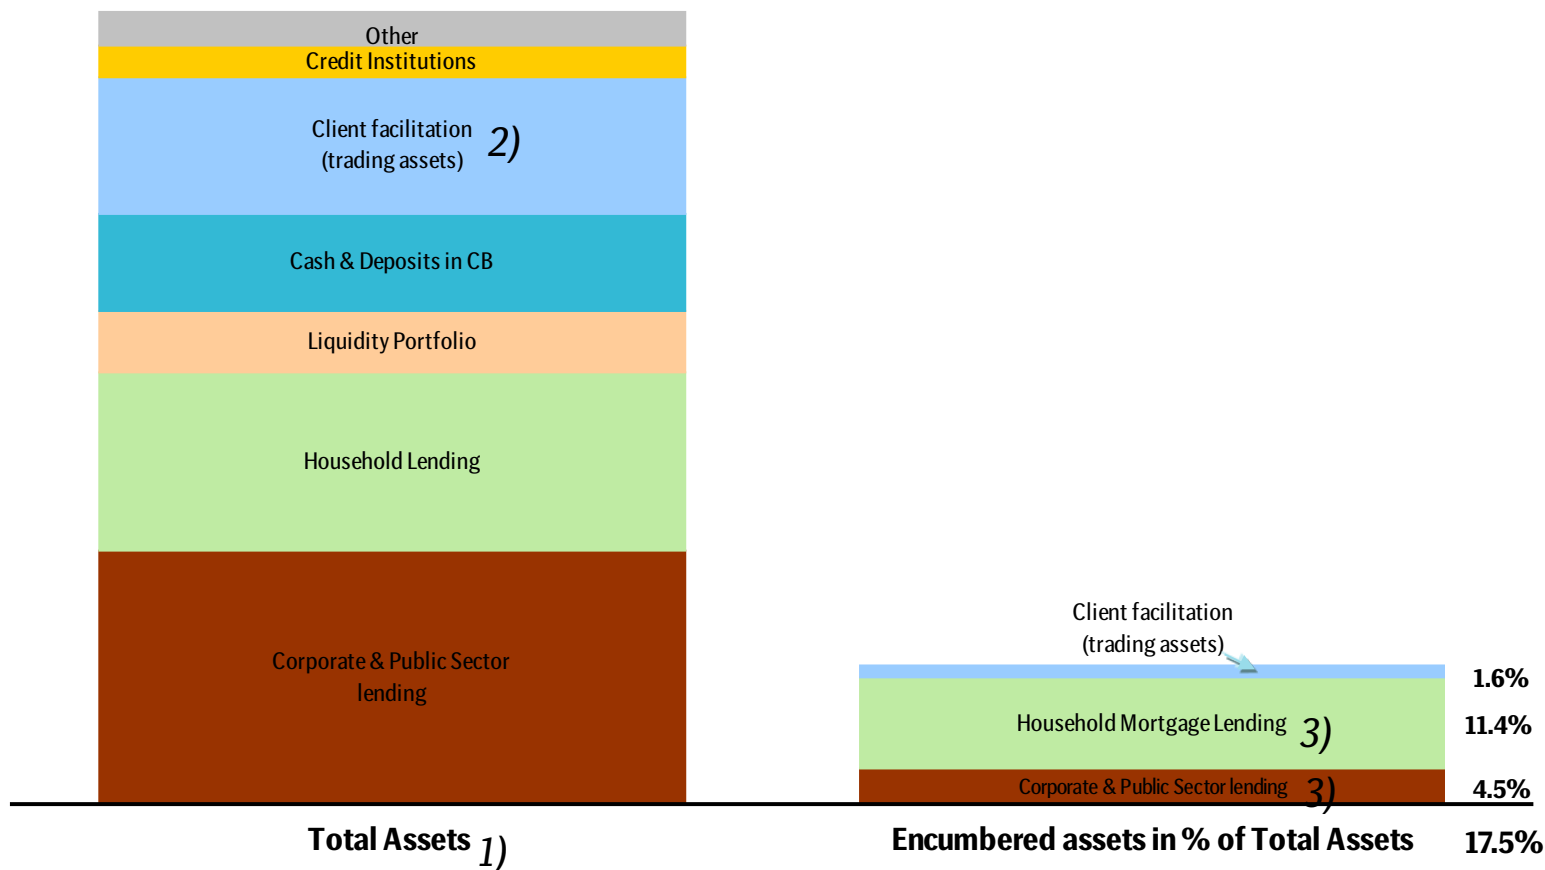 Other
Credit Institutions
Client facilitation
(trading assets) 2)
Cash & Deposits in CB
Liquidity Portfolio
Household Lending
Corporate & Public Sector
lending
Total Assets 1)
Client facilitation
(trading assets)
1.6%
Household Mortgage Lending 3) 11.4%
Corporate & Public Sector lending 3) 4.5%
Encumbered assets in % of Total Assets 17.5%